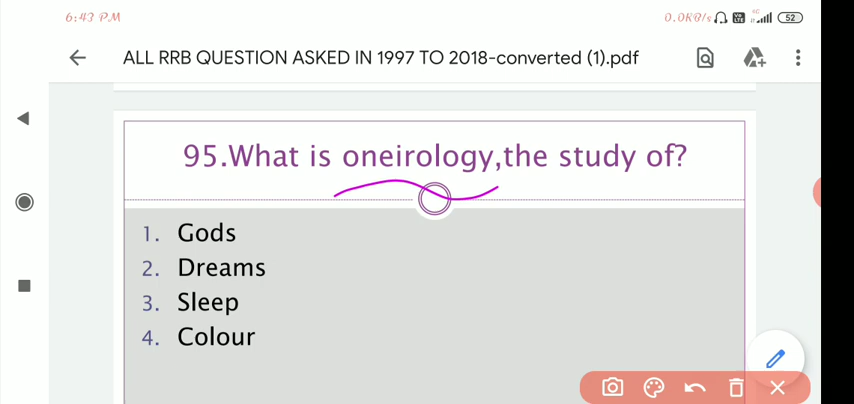 6:43 PM 0.0KB/s 52
ALL RRB QUESTION ASKED IN 1997 TO 2018-converted (1).pdf
95.What is oneirology,the study of?
1. Gods
2. Dreams
3. Sleep
4. Colour